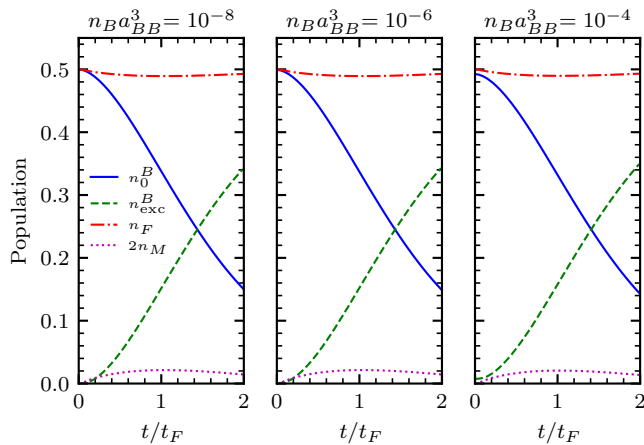 n_B a_{BB}^3 = 10^{-8}
n_B a_{BB}^3 = 10^{-6}
n_B a_{BB}^3 = 10^{-4}
Population
0.5
0.4
0.3
0.2
0.1
0.0
n_0^B
n_{exc}^B
n_F
2n_M
0 1 2
0 1 2
0 1 2
t/t_F
t/t_F
t/t_F